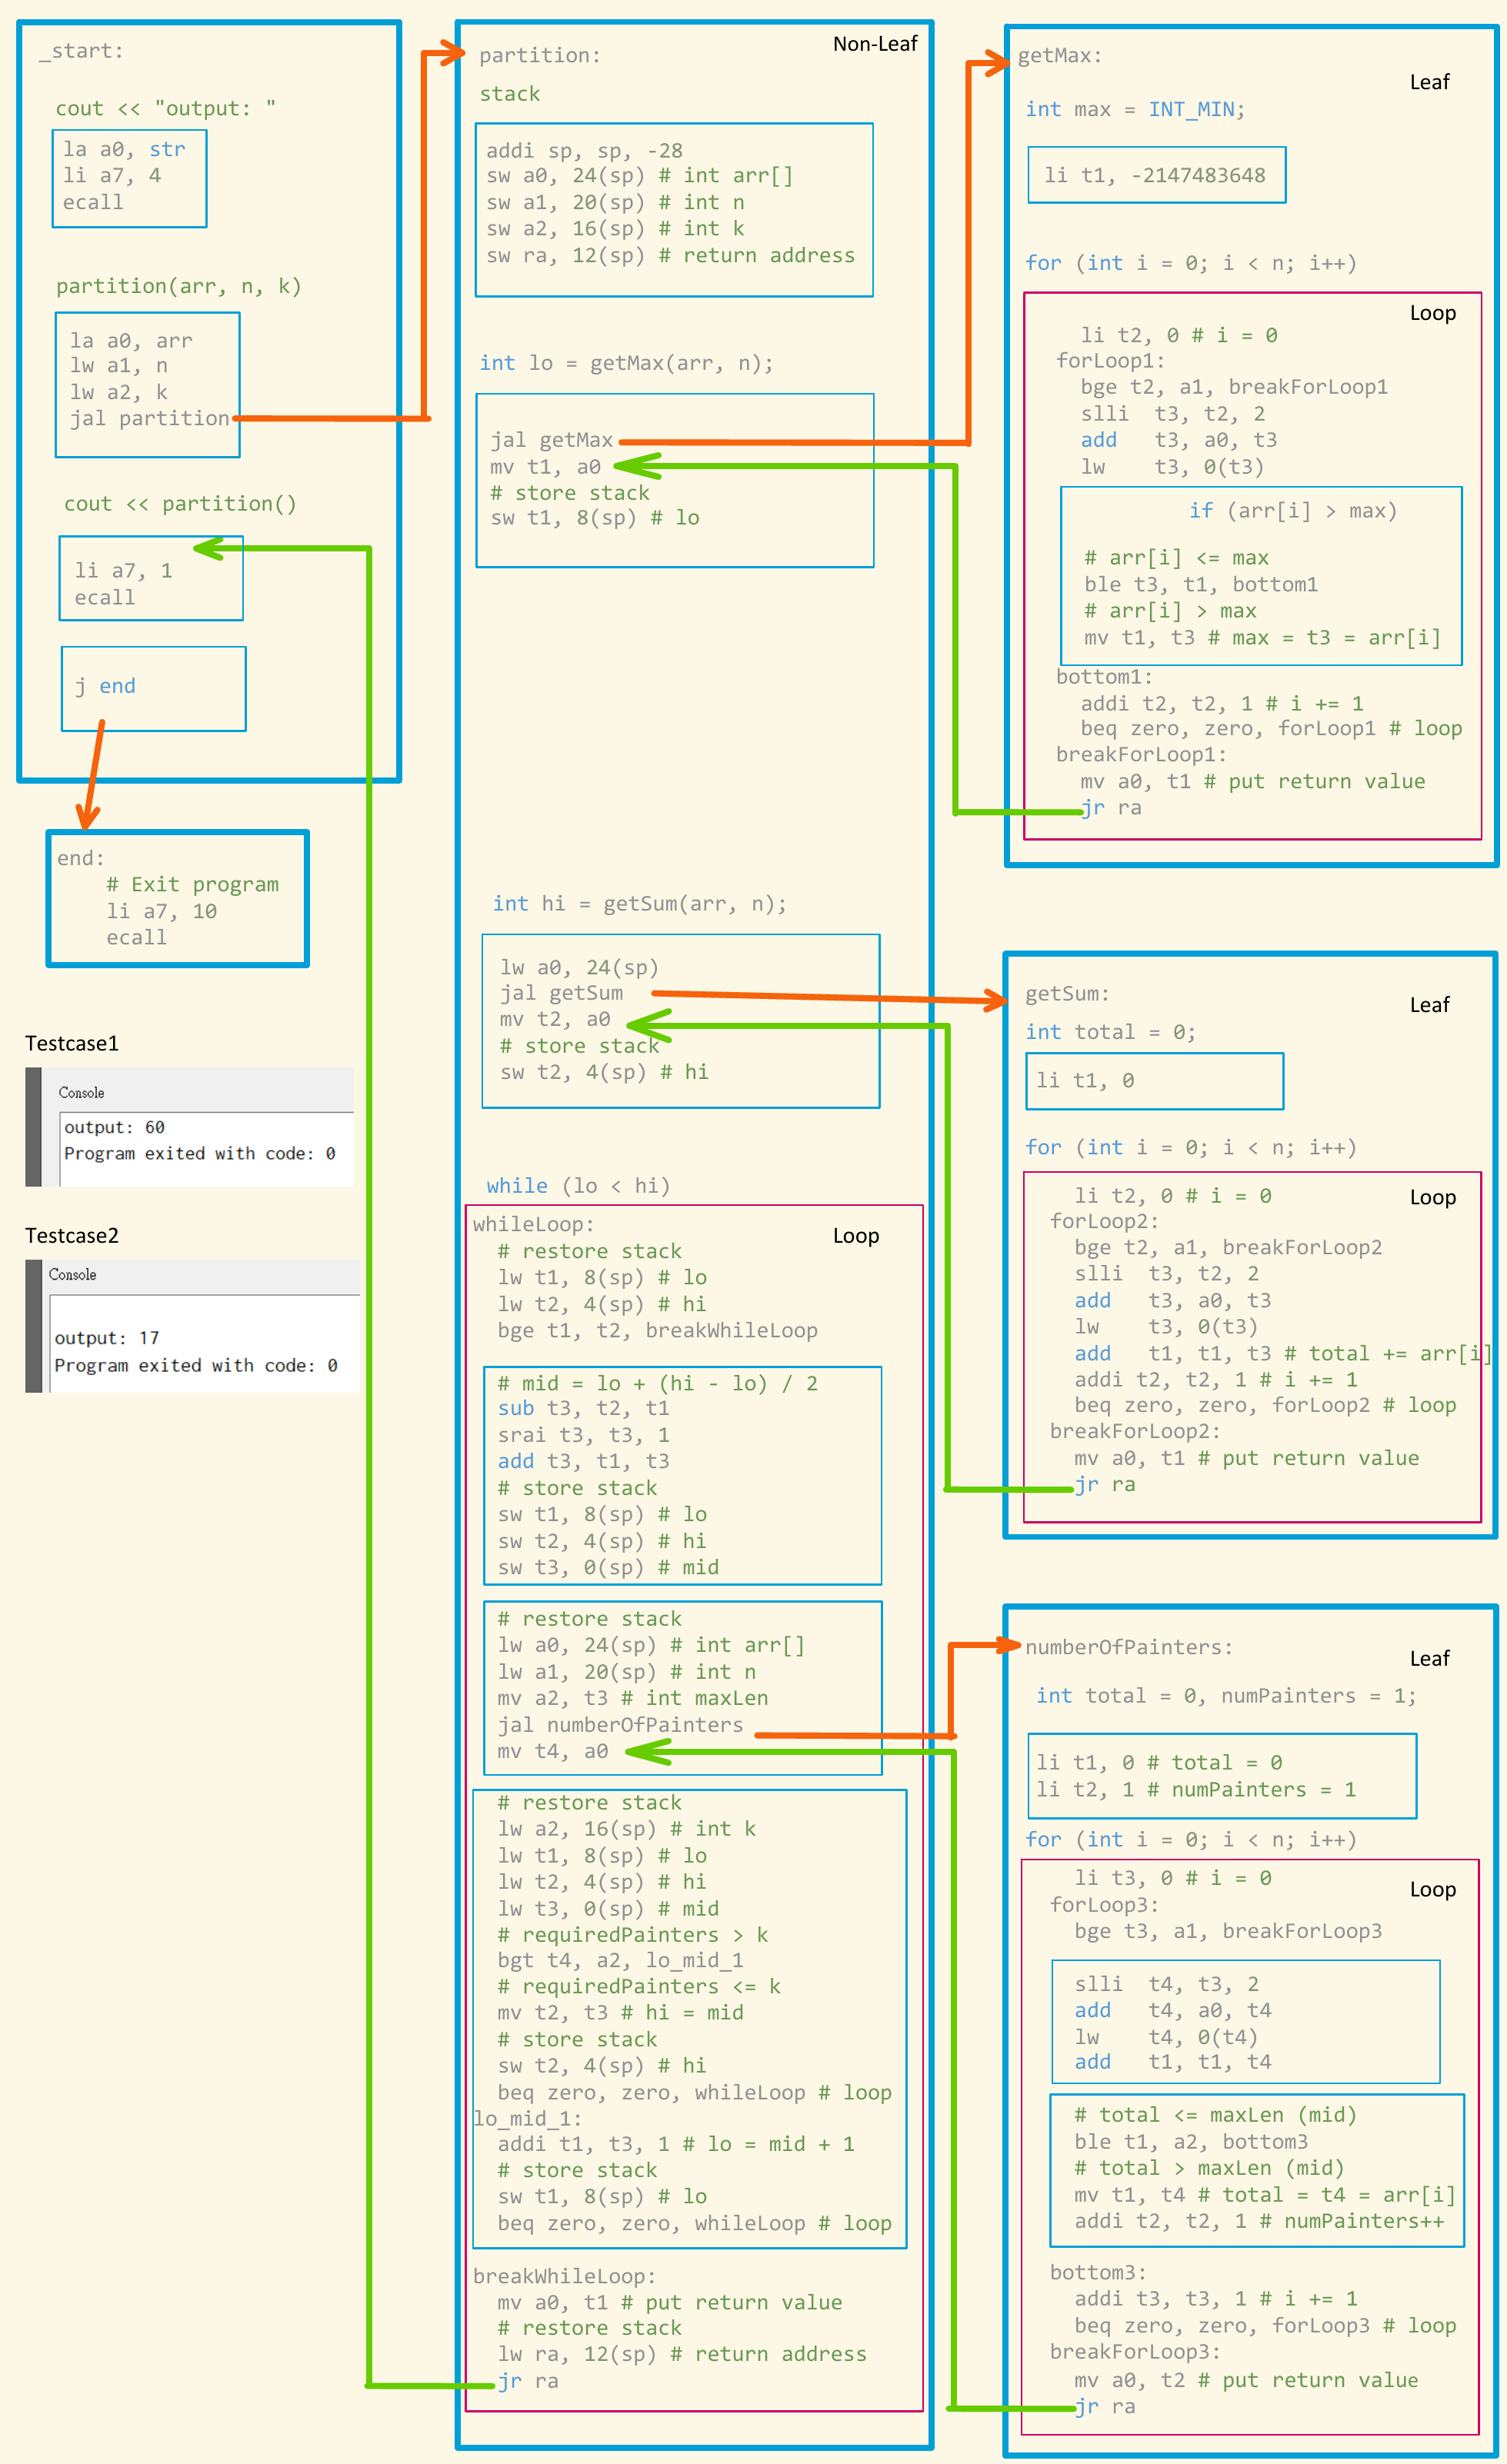 _start:
cout << "output: "
la a0, str
li a7, 4
ecall
partition(arr, n, k)
la a0, arr
lw a1, n
lw a2, k
jal partition
cout << partition()
li a7, 1
ecall
j end
end:
# Exit program
li a7, 10
ecall
Testcase1
Console
output: 60
Program exited with code: 0
Testcase2
Console
output: 17
Program exited with code: 0
partition:
Non-Leaf
stack
addi sp, sp, -28
sw a0, 24(sp) # int arr[]
sw a1, 20(sp) # int n
sw a2, 16(sp) # int k
sw ra, 12(sp) # return address
int lo = getMax(arr, n);
jal getMax
mv t1, a0
# store stack
sw t1, 8(sp) # lo
int hi = getSum(arr, n);
lw a0, 24(sp)
jal getSum
mv t2, a0
# store stack
sw t2, 4(sp) # hi
while (lo < hi)
whileLoop:
Loop
# restore stack
lw t1, 8(sp) # lo
lw t2, 4(sp) # hi
bge t1, t2, breakWhileLoop
# mid = lo + (hi - lo) / 2
sub t3, t2, t1
srai t3, t3, 1
add t3, t1, t3
# store stack
sw t1, 8(sp) # lo
sw t2, 4(sp) # hi
sw t3, 0(sp) # mid
# restore stack
lw a0, 24(sp) # int arr[]
lw a1, 20(sp) # int n
mv a2, t3 # int maxLen
jal numberOfPainters
mv t4, a0
# restore stack
lw a2, 16(sp) # int k
lw t1, 8(sp) # lo
lw t2, 4(sp) # hi
lw t3, 0(sp) # mid
# requiredPainters > k
bgt t4, a2, lo_mid_1
# requiredPainters <= k
mv t2, t3 # hi = mid
# store stack
sw t2, 4(sp) # hi
beq zero, zero, whileLoop # loop
lo_mid_1:
addi t1, t3, 1 # lo = mid + 1
# store stack
sw t1, 8(sp) # lo
beq zero, zero, whileLoop # loop
breakWhileLoop:
mv a0, t1 # put return value
# restore stack
lw ra, 12(sp) # return address
jr ra
getMax:
Leaf
int max = INT_MIN;
li t1, -2147483648
for (int i = 0; i < n; i++)
Loop
li t2, 0 # i = 0
forLoop1:
bge t2, a1, breakForLoop1
slli t3, t2, 2
add t3, a0, t3
lw t3, 0(t3)
if (arr[i] > max)
# arr[i] <= max
ble t3, t1, bottom1
# arr[i] > max
mv t1, t3 # max = t3 = arr[i]
bottom1:
addi t2, t2, 1 # i += 1
beq zero, zero, forLoop1 # loop
breakForLoop1:
mv a0, t1 # put return value
jr ra
getSum:
Leaf
int total = 0;
li t1, 0
for (int i = 0; i < n; i++)
li t2, 0 # i = 0
Loop
forLoop2:
bge t2, a1, breakForLoop2
slli t3, t2, 2
add t3, a0, t3
lw t3, 0(t3)
add t1, t1, t3 # total += arr[i]
addi t2, t2, 1 # i += 1
beq zero, zero, forLoop2 # loop
breakForLoop2:
mv a0, t1 # put return value
jr ra
numberOfPainters:
Leaf
int total = 0, numPainters = 1;
li t1, 0 # total = 0
li t2, 1 # numPainters = 1
for (int i = 0; i < n; i++)
li t3, 0 # i = 0
Loop
forLoop3:
bge t3, a1, breakForLoop3
slli t4, t3, 2
add t4, a0, t4
lw t4, 0(t4)
add t1, t1, t4
# total <= maxLen (mid)
ble t1, a2, bottom3
# total > maxLen (mid)
mv t1, t4 # total = t4 = arr[i]
addi t2, t2, 1 # numPainters++
bottom3:
addi t3, t3, 1 # i += 1
beq zero, zero, forLoop3 # loop
breakForLoop3:
mv a0, t2 # put return value
jr ra